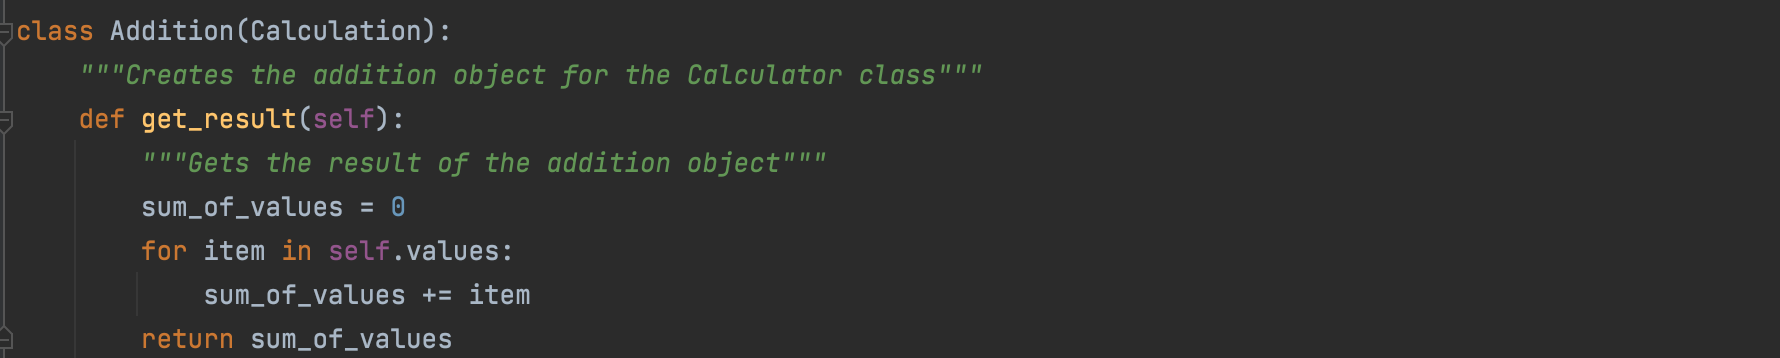 class Addition(Calculation):
    """Creates the addition object for the Calculator class"""
    def get_result(self):
        """Gets the result of the addition object"""
        sum_of_values = 0
        for item in self.values:
            sum_of_values += item
        return sum_of_values